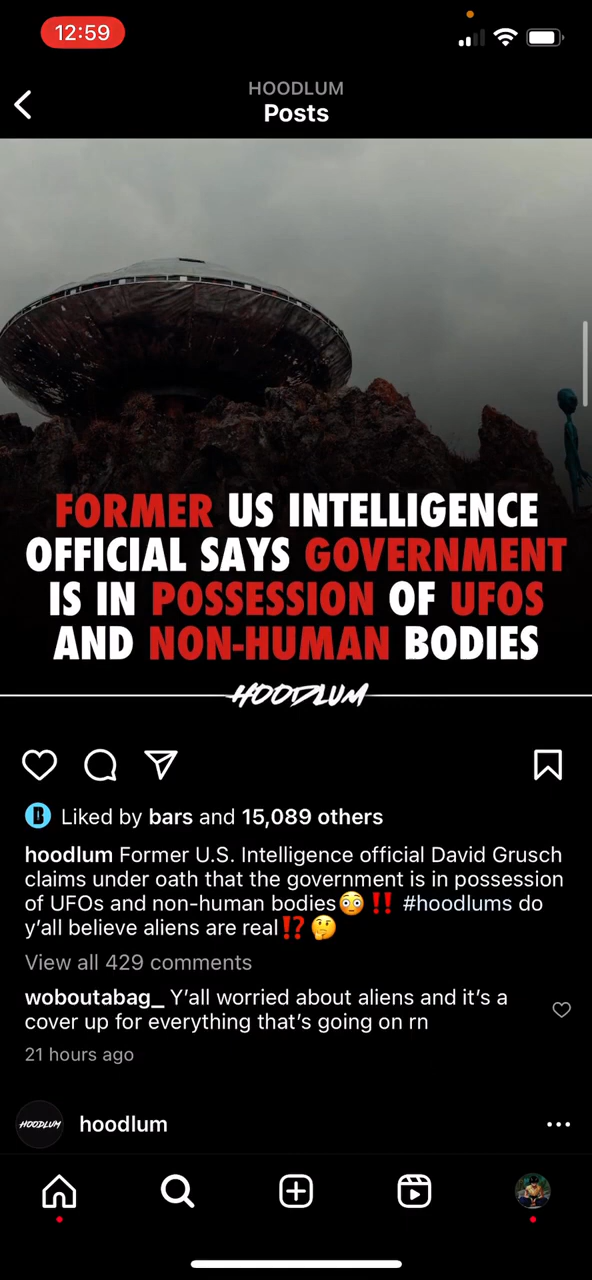 12:59
HOODLUM
Posts
FORMER US INTELLIGENCE
OFFICIAL SAYS GOVERNMENT
IS IN POSSESSION OF UFOS
AND NON-HUMAN BODIES
HOODLUM
B Liked by bars and 15,089 others
hoodlum Former U.S. Intelligence official David Grusch
claims under oath that the government is in possession
of UFOs and non-human bodies😳‼️ #hoodlums do
y’all believe aliens are real⁉️🤔
View all 429 comments
woboutabag_ Y’all worried about aliens and it’s a
cover up for everything that’s going on rn
21 hours ago
HOODLUM hoodlum